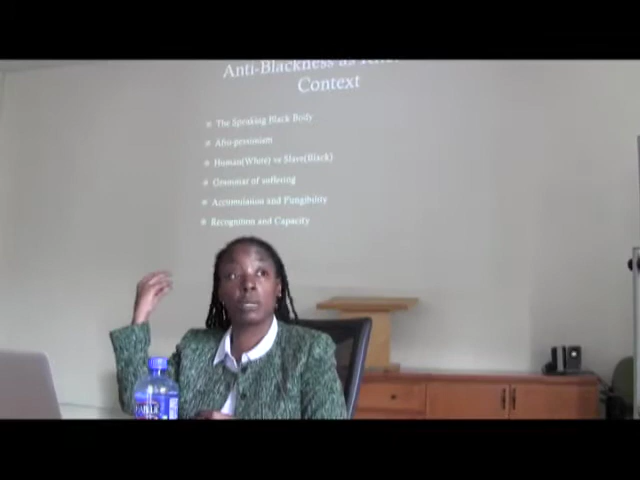 Anti-Blackness as
Context
The Speaking Black Body
Afro-pessimism
Human(White) vs Slave(Black)
Grammar of suffering
Accumulation and Fungibility
Recognition and Capacity